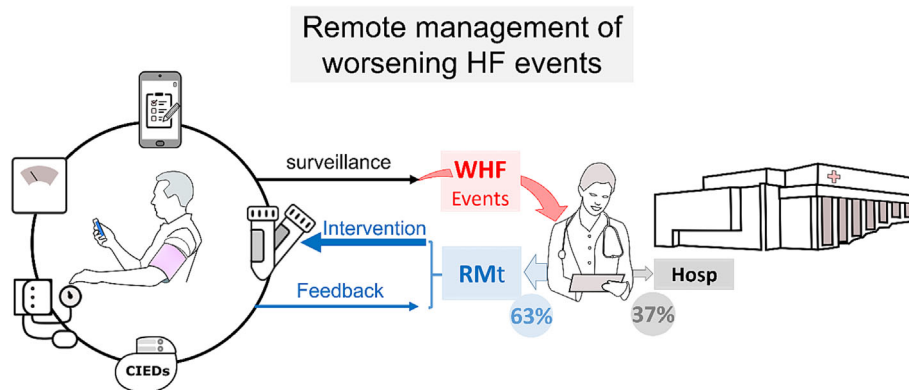 Remote management of
worsening HF events
surveillance
WHF
Events
Intervention
RMt
Hosp
Feedback
63%
37%
CIEDs